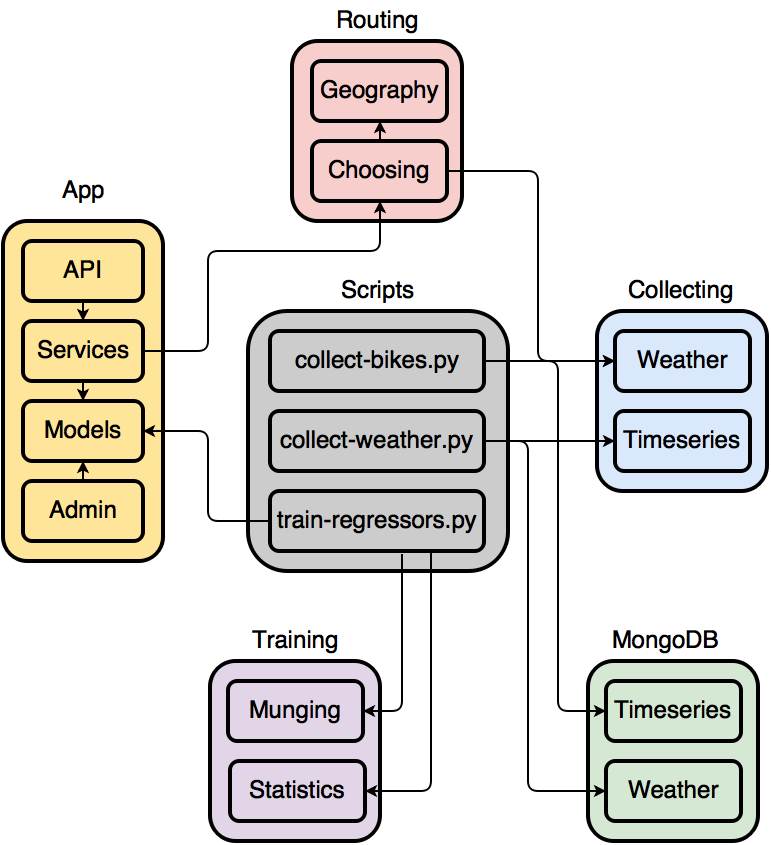 Routing
Geography
Choosing
App
API
Services
Models
Admin
Scripts
collect-bikes.py
collect-weather.py
train-regressors.py
Collecting
Weather
Timeseries
Training
Munging
Statistics
MongoDB
Timeseries
Weather